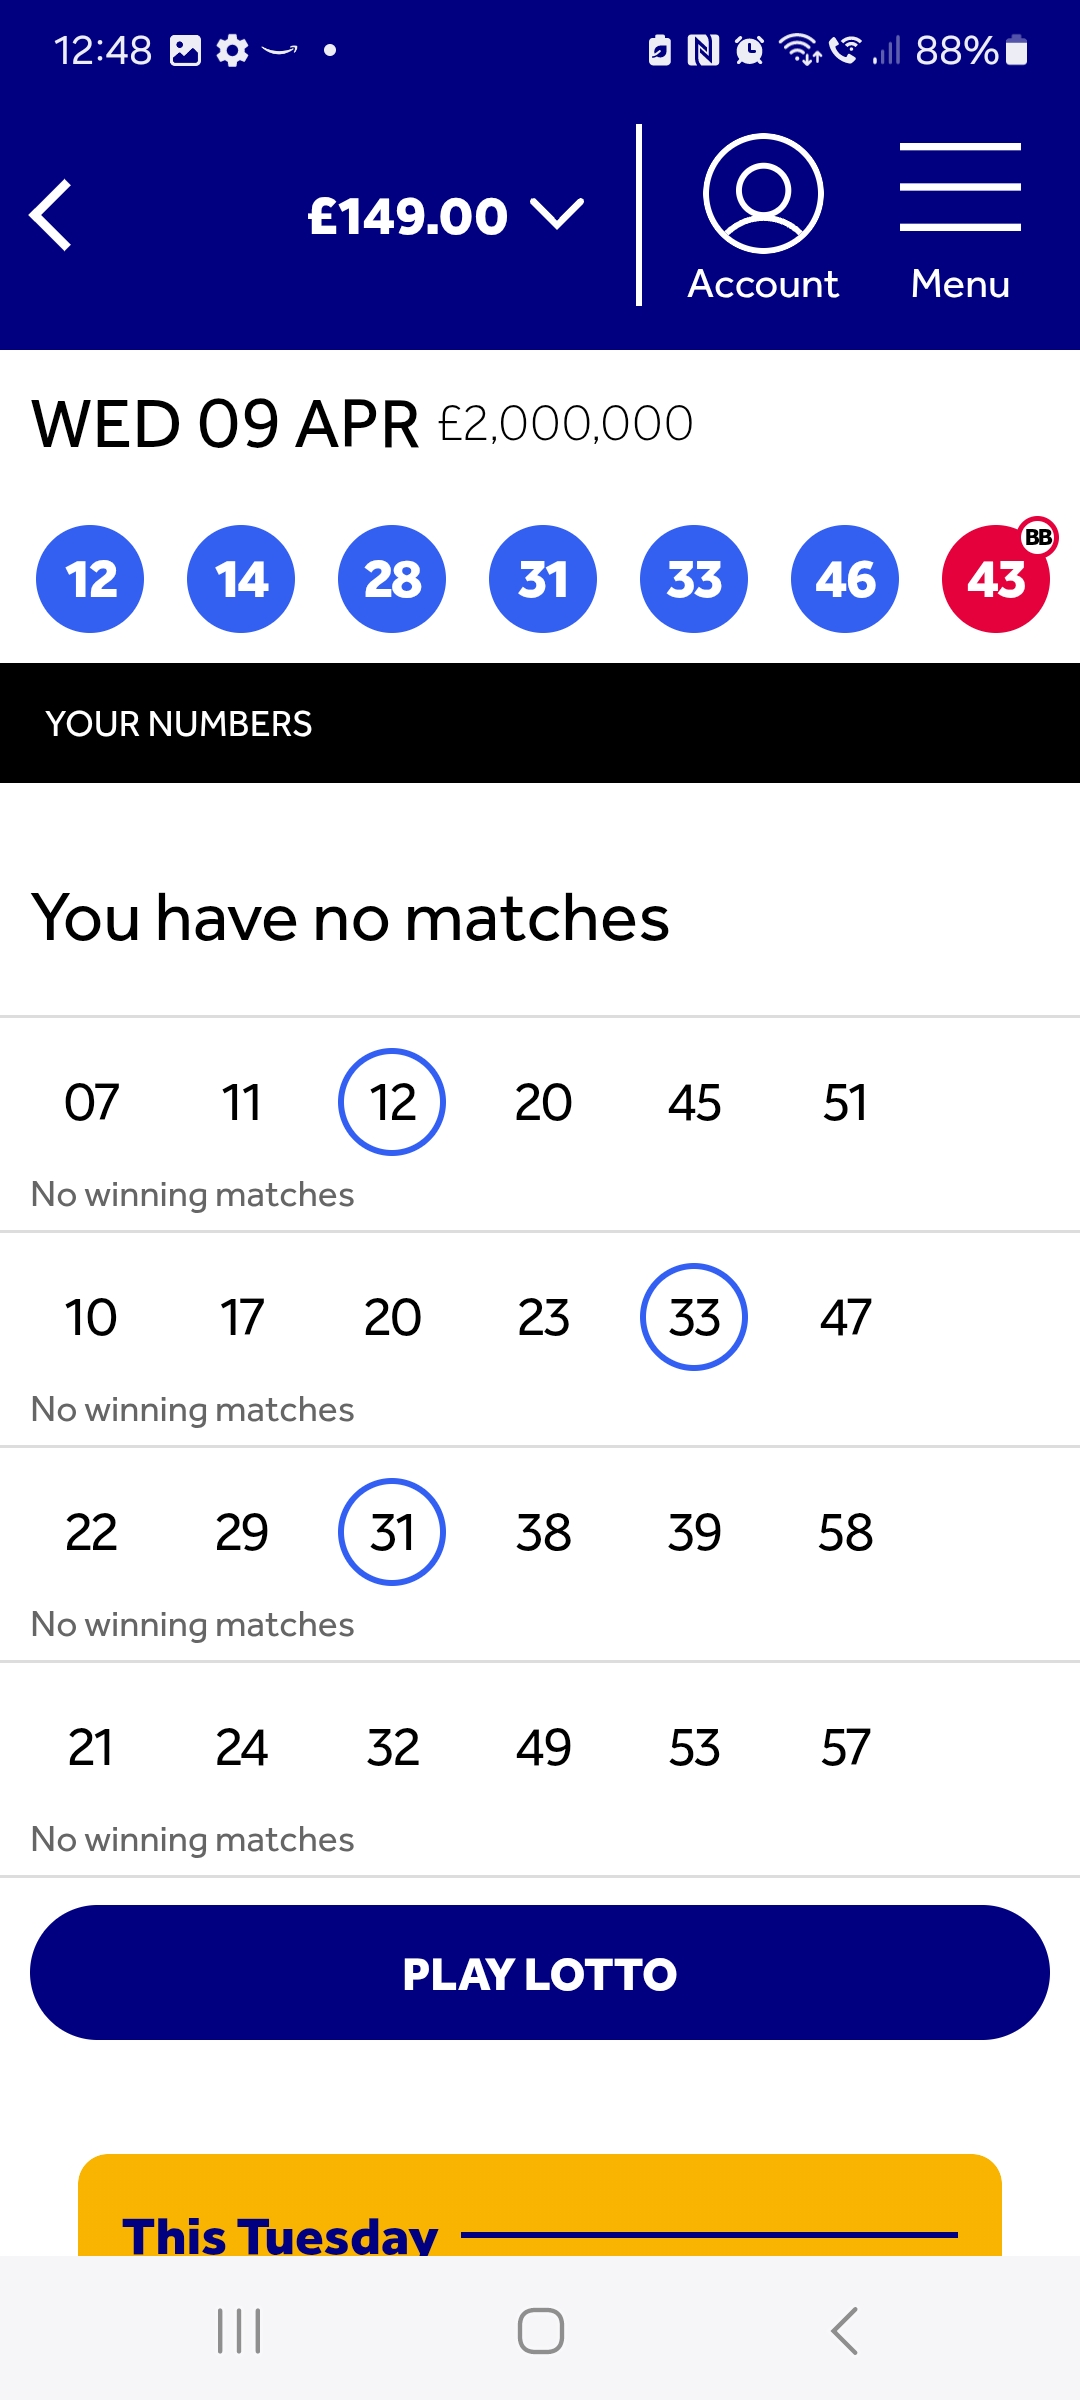 12:48 88%
£149.00
Account Menu
WED 09 APR £2,000,000
BB
12 14 28 31 33 46 43
YOUR NUMBERS
You have no matches
07 11 12 20 45 51
No winning matches
10 17 20 23 33 47
No winning matches
22 29 31 38 39 58
No winning matches
21 24 32 49 53 57
No winning matches
PLAY LOTTO
This Tuesday